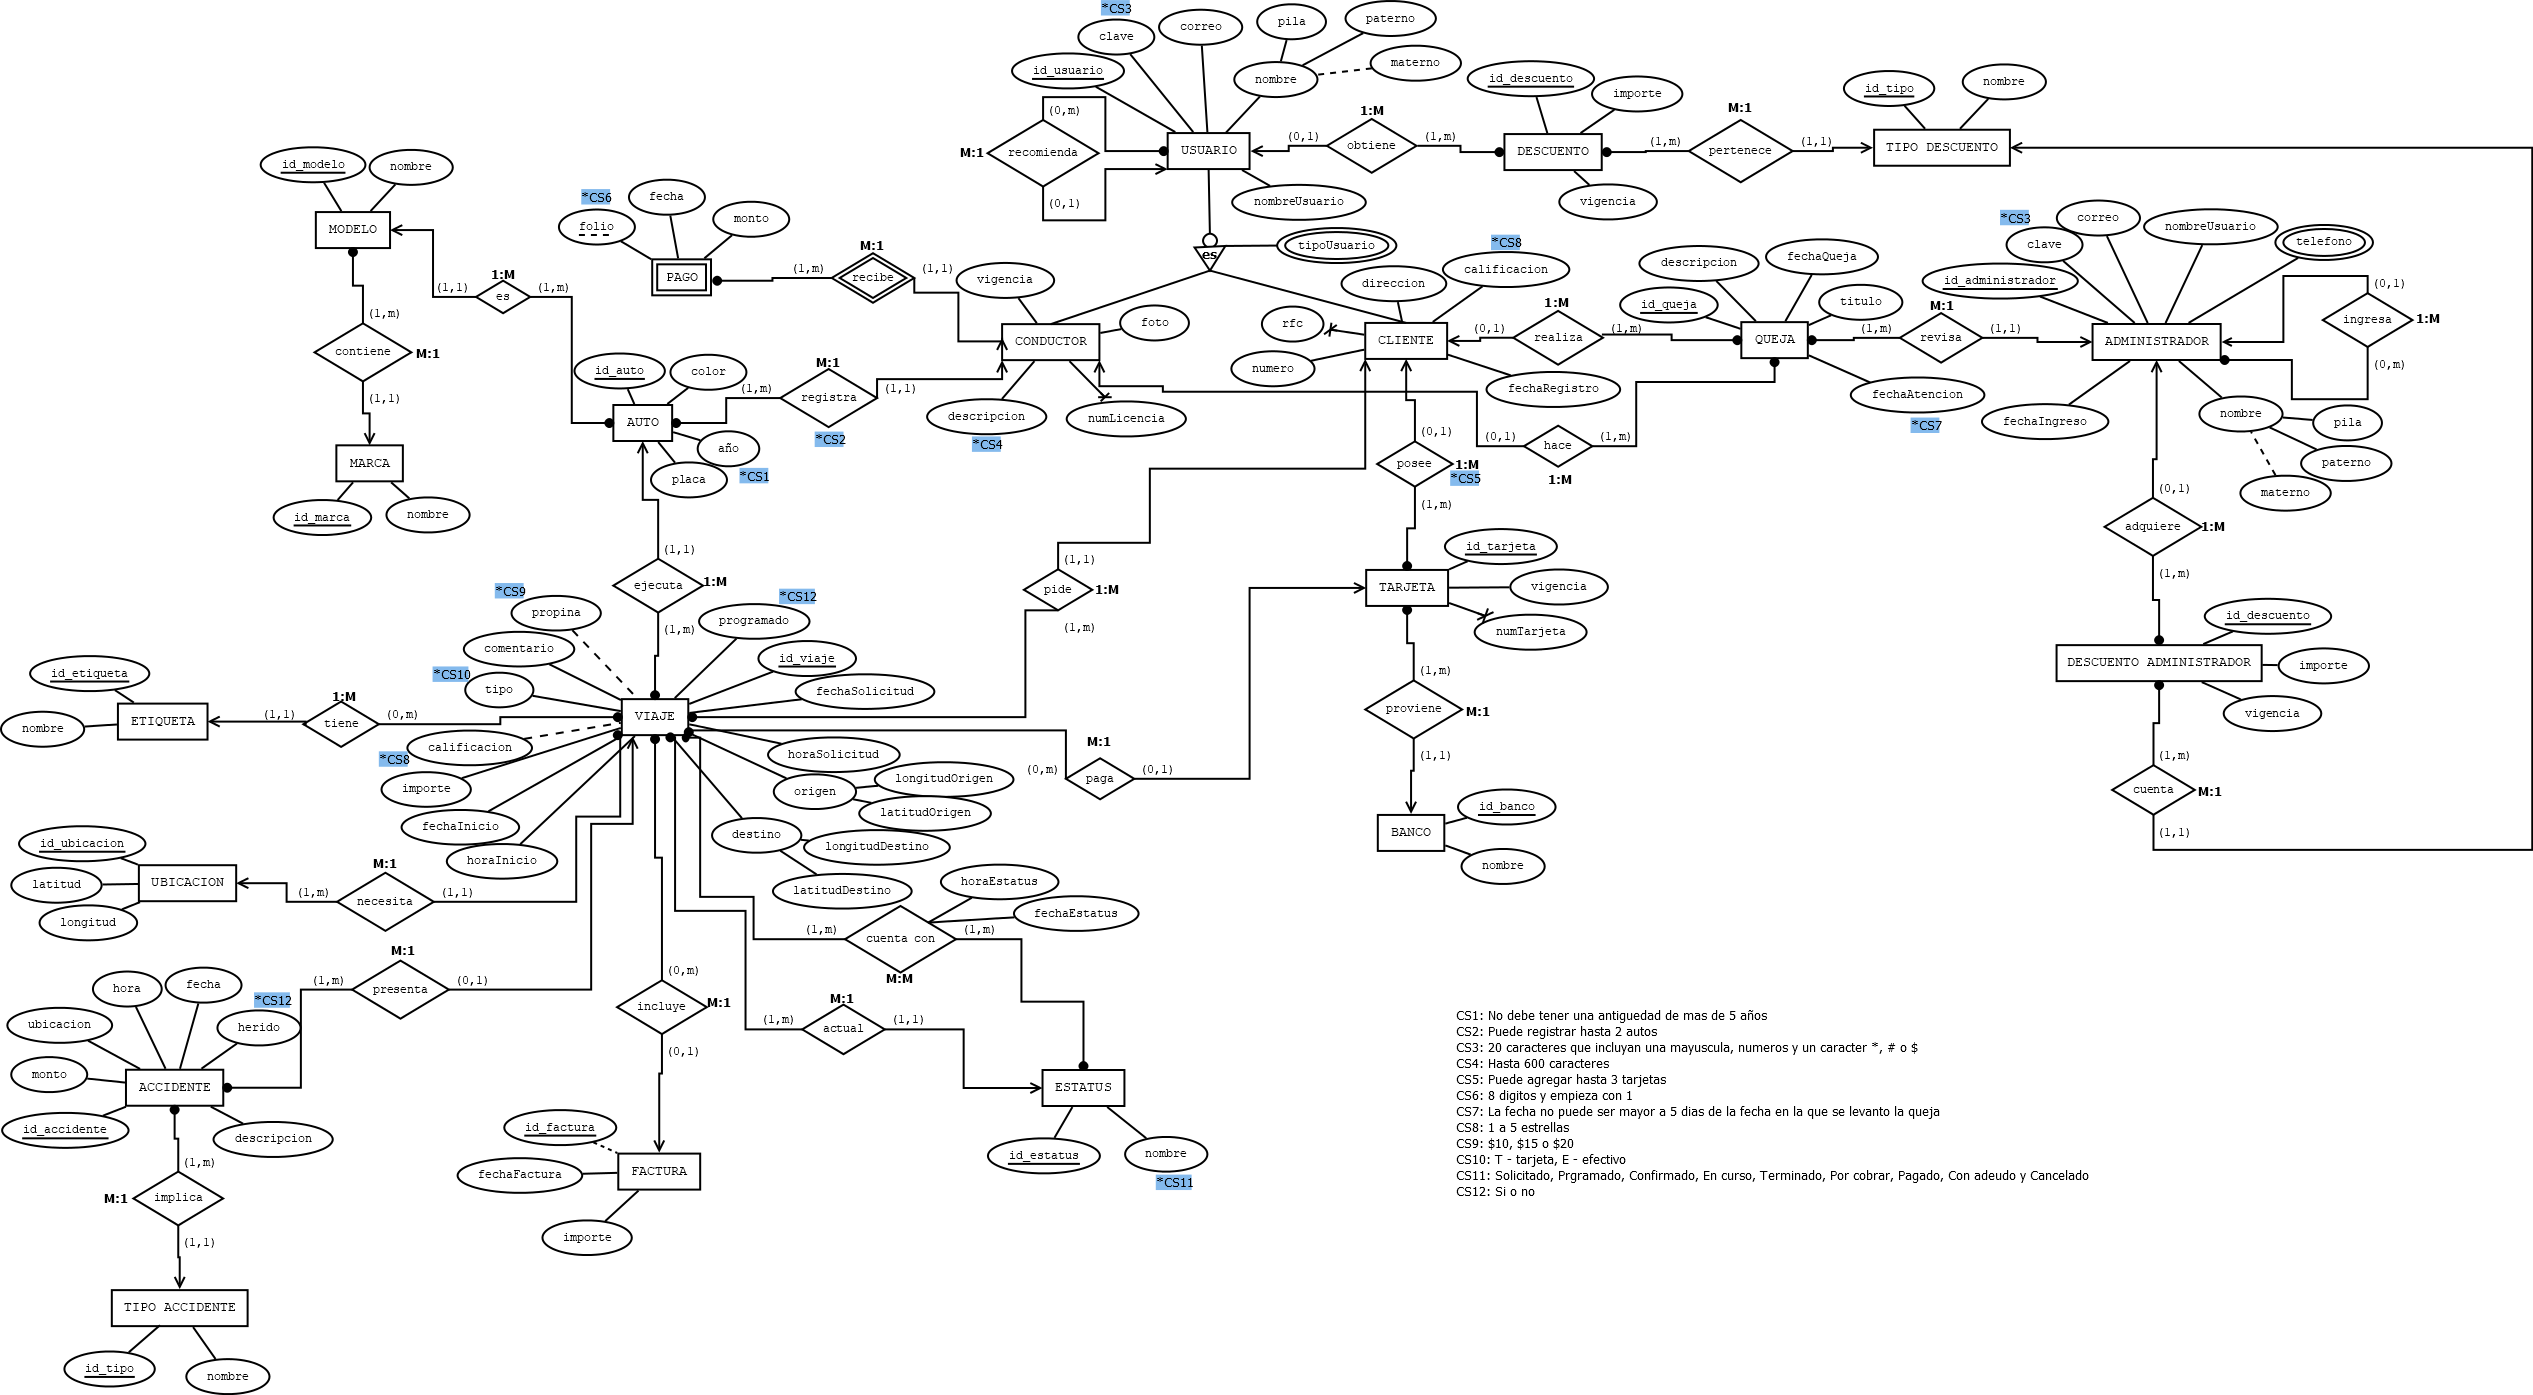 *CS3
clave
correo
pila
paterno
materno
id_usuario
nombre
id_descuento
importe
id_tipo
nombre
(0,m)
M:1
recomienda
(0,1)
USUARIO
(0,1)
1:M
obtiene
(1,m)
DESCUENTO
(1,m)
M:1
pertenece
(1,1)
TIPO DESCUENTO
nombreUsuario
vigencia
es
tipoUsuario
id_modelo
nombre
MODELO
(1,1)
1:M
es
(1,m)
(1,m)
contiene
M:1
(1,1)
MARCA
id_marca
nombre
*CS6
folio
fecha
monto
PAGO
(1,m)
M:1
recibe
(1,1)
vigencia
foto
CONDUCTOR
descripcion
*CS4
numLicencia
id_auto
color
AUTO
año
*CS1
placa
(1,m)
M:1
registra
*CS2
(1,1)
*CS8
calificacion
direccion
rfc
numero
CLIENTE
fechaRegistro
(0,1)
1:M
realiza
(1,m)
descripcion
fechaQueja
id_queja
titulo
QUEJA
fechaAtencion
*CS7
(1,m)
M:1
revisa
(1,1)
(0,1)
hace
1:M
(1,m)
*CS3
clave
correo
nombreUsuario
telefono
id_administrador
ADMINISTRADOR
(0,1)
ingresa
1:M
(0,m)
fechaIngreso
nombre
pila
paterno
materno
(0,1)
posee
1:M
*CS5
(1,m)
id_tarjeta
TARJETA
vigencia
numTarjeta
(1,m)
proviene
M:1
(1,1)
BANCO
id_banco
nombre
(0,1)
adquiere
1:M
(1,m)
id_descuento
DESCUENTO ADMINISTRADOR
importe
vigencia
(1,m)
cuenta
M:1
(1,1)
(1,1)
ejecuta
1:M
(1,m)
(1,1)
pide
1:M
(1,m)
*CS9
propina
*CS12
programado
comentario
id_viaje
*CS10
tipo
fechaSolicitud
VIAJE
calificacion
*CS8
horaSolicitud
importe
origen
longitudOrigen
latitudOrigen
fechaInicio
destino
longitudDestino
horaInicio
latitudDestino
(0,m)
M:1
paga
(0,1)
id_etiqueta
nombre
ETIQUETA
(1,1)
1:M
tiene
(0,m)
id_ubicacion
latitud
longitud
UBICACION
(1,m)
M:1
necesita
(1,1)
(1,m)
M:1
presenta
(0,1)
hora
fecha
*CS12
herido
ubicacion
monto
ACCIDENTE
id_accidente
descripcion
(1,m)
M:1
implica
(1,1)
TIPO ACCIDENTE
id_tipo
nombre
(0,m)
incluye
M:1
(0,1)
id_factura
fechaFactura
FACTURA
importe
horaEstatus
fechaEstatus
(1,m)
cuenta con
(1,m)
M:M
(1,m)
M:1
actual
(1,1)
ESTATUS
id_estatus
nombre
*CS11
CS1: No debe tener una antiguedad de mas de 5 años
CS2: Puede registrar hasta 2 autos
CS3: 20 caracteres que incluyan una mayuscula, numeros y un caracter *, # o $
CS4: Hasta 600 caracteres
CS5: Puede agregar hasta 3 tarjetas
CS6: 8 digitos y empieza con 1
CS7: La fecha no puede ser mayor a 5 dias de la fecha en la que se levanto la queja
CS8: 1 a 5 estrellas
CS9: $10, $15 o $20
CS10: T - tarjeta, E - efectivo
CS11: Solicitado, Prgramado, Confirmado, En curso, Terminado, Por cobrar, Pagado, Con adeudo y Cancelado
CS12: Si o no